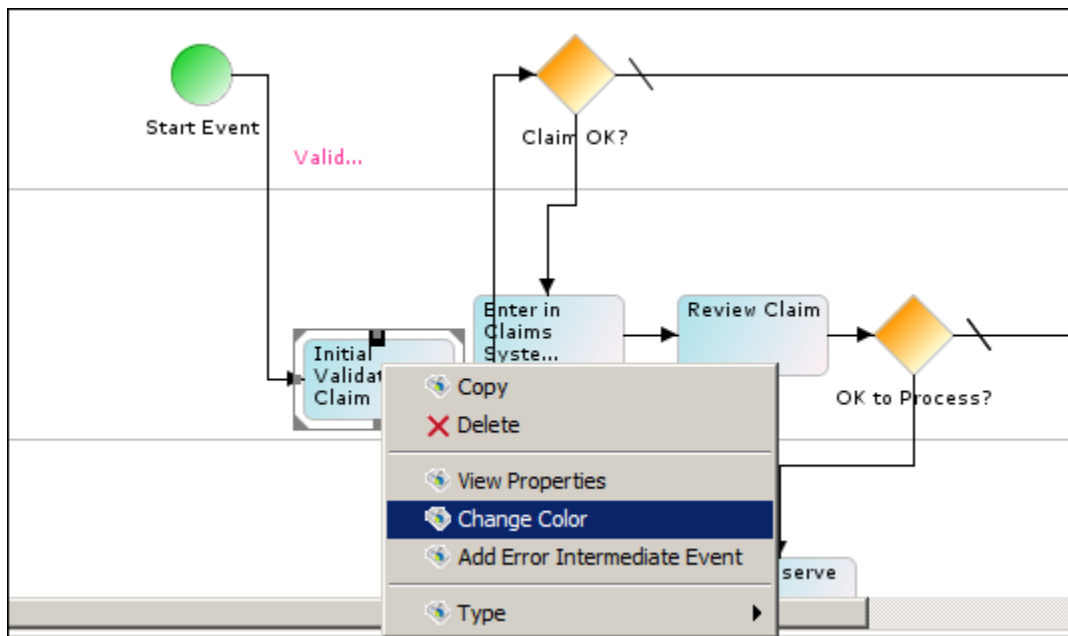 Start Event
Claim OK?
Valid...
Enter in
Claims
Syste...
Review Claim
Initial
Validat
Claim
OK to Process?
Copy
Delete
View Properties
Change Color
Add Error Intermediate Event
serve
Type